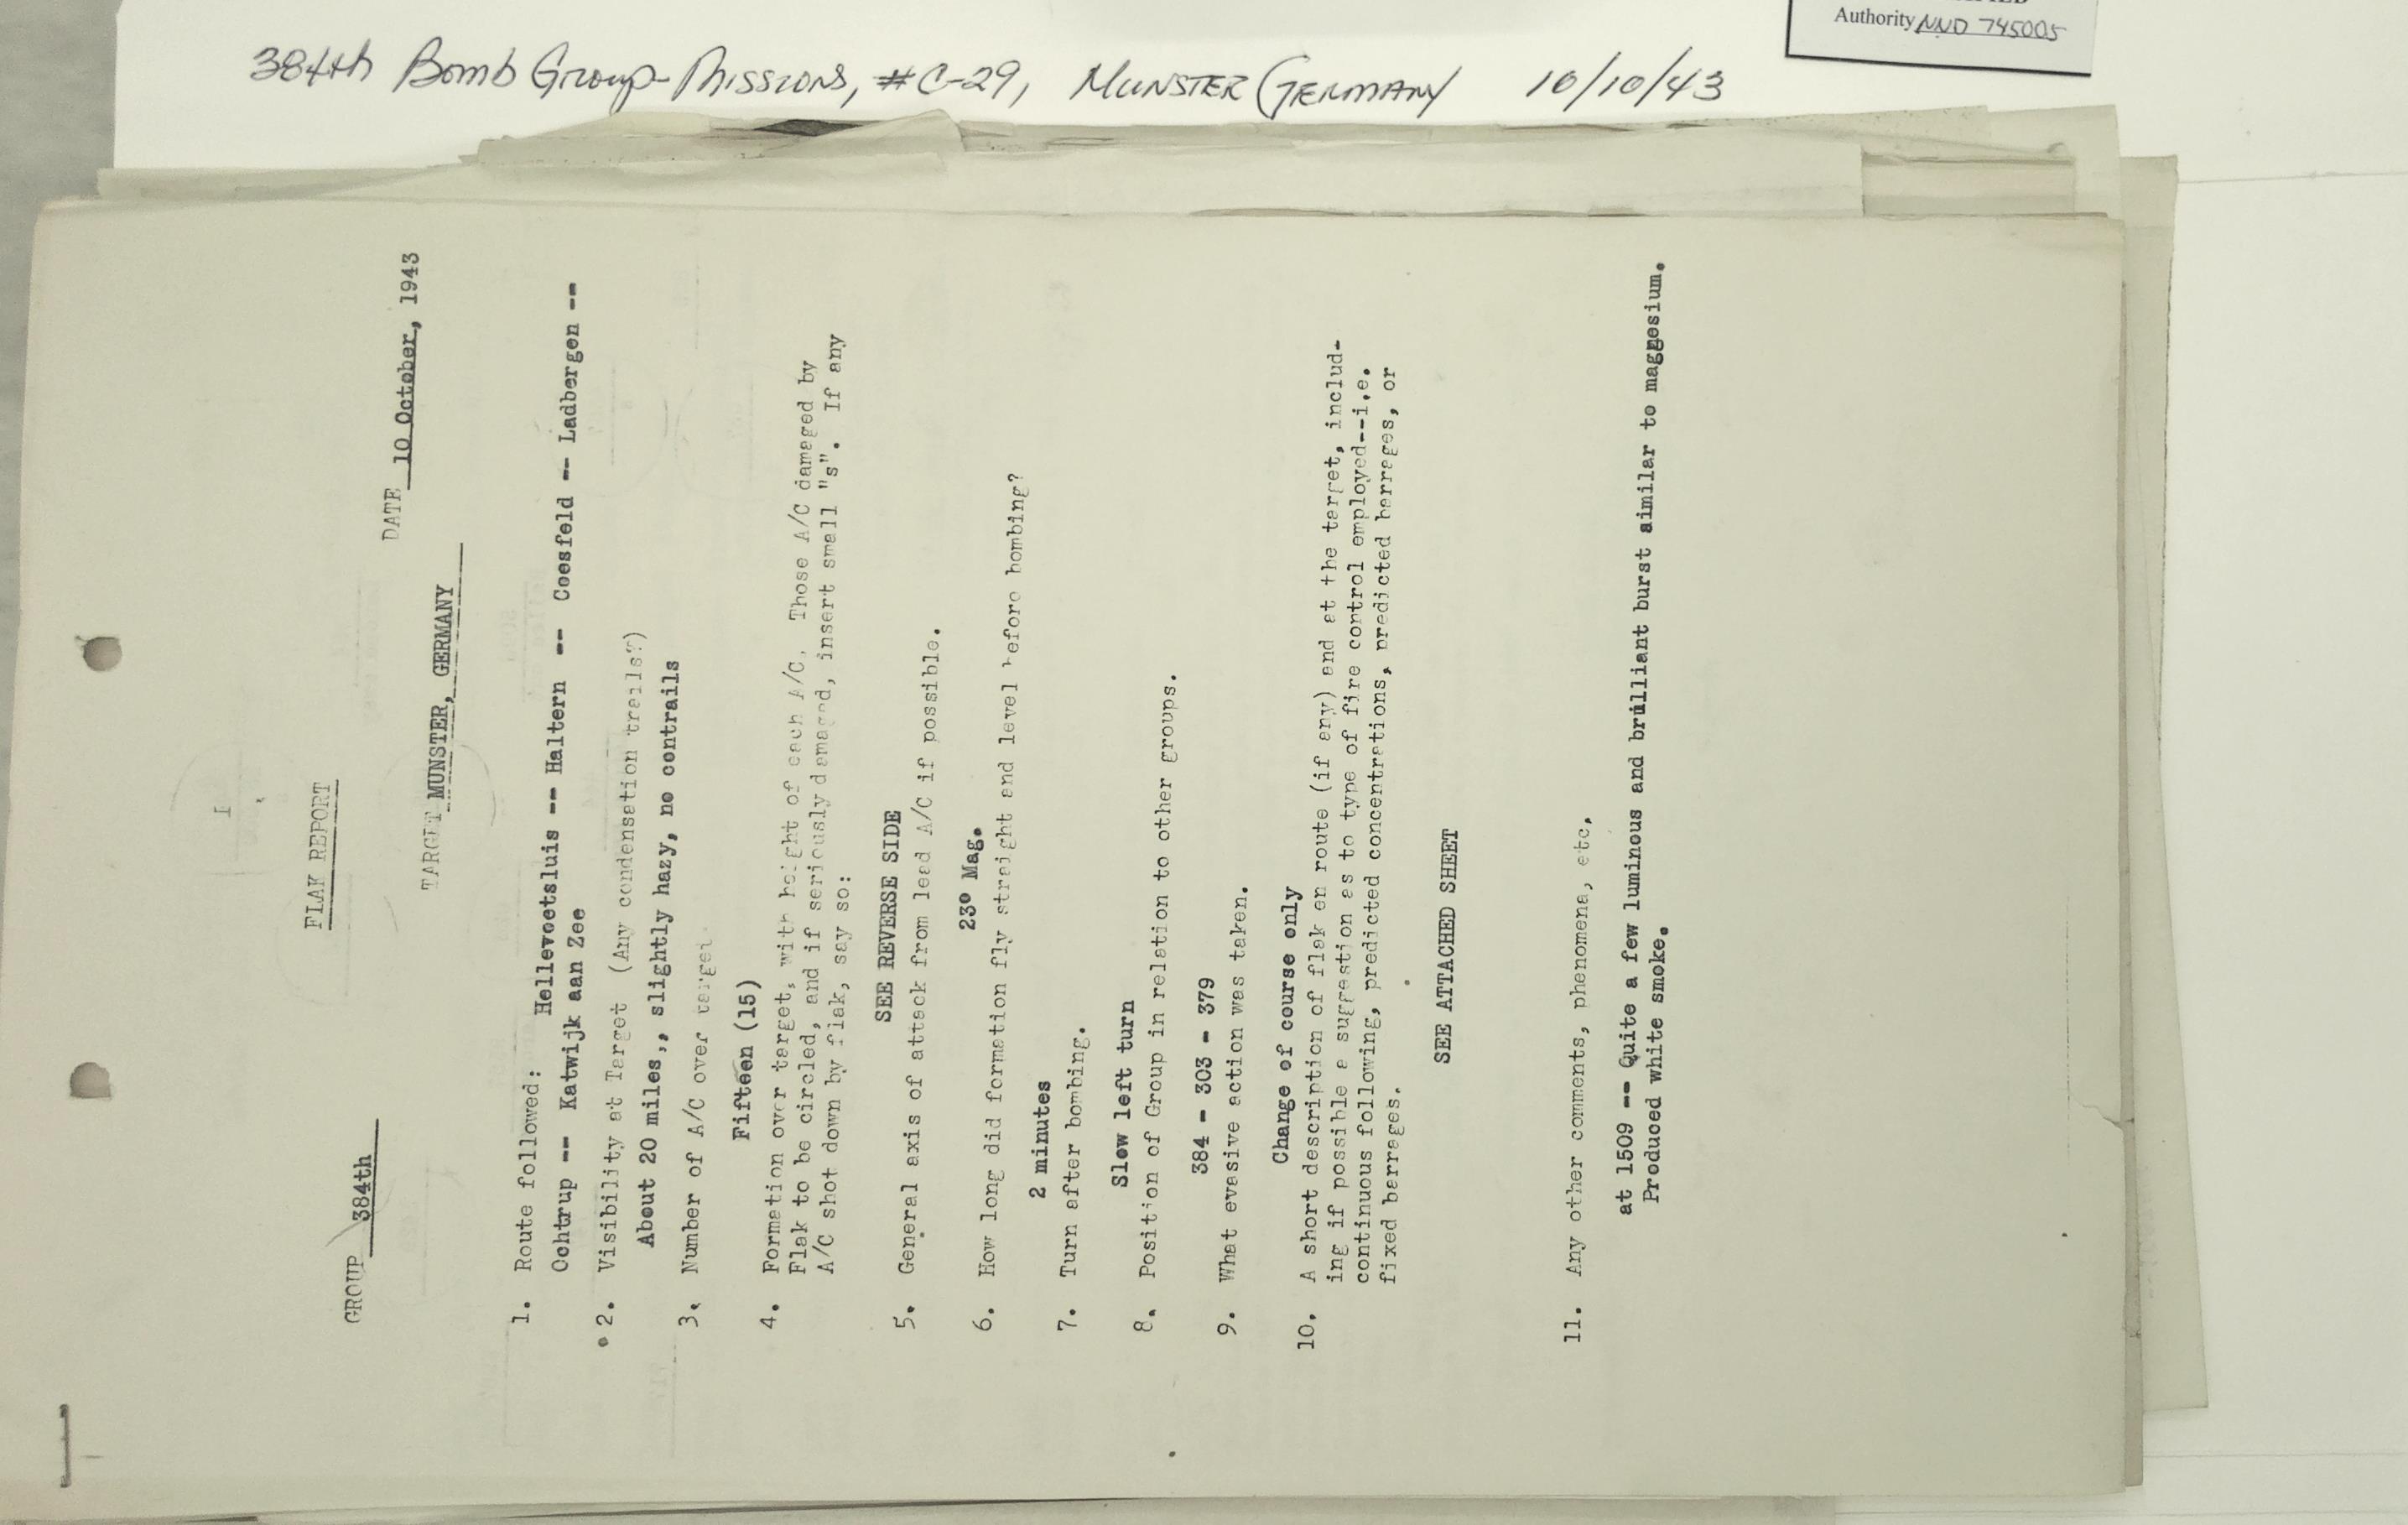 Authority NND 745005
384th Bomb Group-Missions, #C-29, MUNSTER (GERMANY 10/10/43
FLAK REPORT
GROUP 384th DATE 10 October, 1943
TARGET MUNSTER, GERMANY
1. Route followed: Hellevoetsluis -- Haltern -- Coesfeld -- Ladbergen --
Ochtrup -- Katwijk aan Zee
2. Visibility at Target (Any condensation trails?)
About 20 miles,, slightly hazy, no contrails
3. Number of A/C over target.
Fifteen (15)
4. Formation over target, with height of each A/C. Those A/C damaged by
Flak to be circled, and if seriously damaged, insert small "s". If any
A/C shot down by flak, say so:
SEE REVERSE SIDE
5. General axis of attack from lead A/C if possible.
23° Mag.
6. How long did formation fly straight and level before bombing?
2 minutes
7. Turn after bombing.
Slow left turn
8. Position of Group in relation to other groups.
384 - 303 - 379
9. What evasive action was taken.
Change of course only
10. A short description of flak en route (if any) and at the target, includ-
ing if possible a suggestion as to type of fire control employed--i.e.
continuous following, predicted concentrations, predicted barrages, or
fixed barrages.
SEE ATTACHED SHEET
11. Any other comments, phenomena, etc.
at 1509 -- Quite a few luminous and brilliant burst aimilar to maggesium.
Produced white smoke.